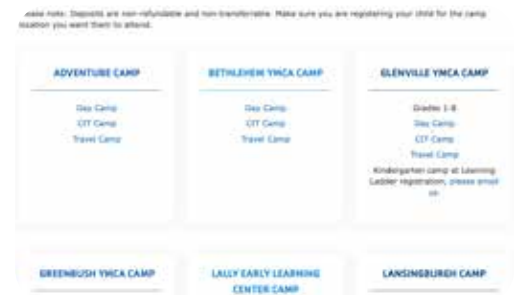 Please note: Deposits are non-refundable and non-transferrable. Make sure you are registering your child for the camp
location you want them to attend.
ADVENTURE CAMP
Day Camp
CIT Camp
Travel Camp
BETHLEHEM YMCA CAMP
Day Camp
CIT Camp
Travel Camp
GLENVILLE YMCA CAMP
Grades 1-8
Day Camp
CIT Camp
Travel Camp
Kindergarten camp at Learning
Ladder registration, please email
us
GREENBUSH YMCA CAMP
LALLY EARLY LEARNING
CENTER CAMP
LANSINGBURGH CAMP